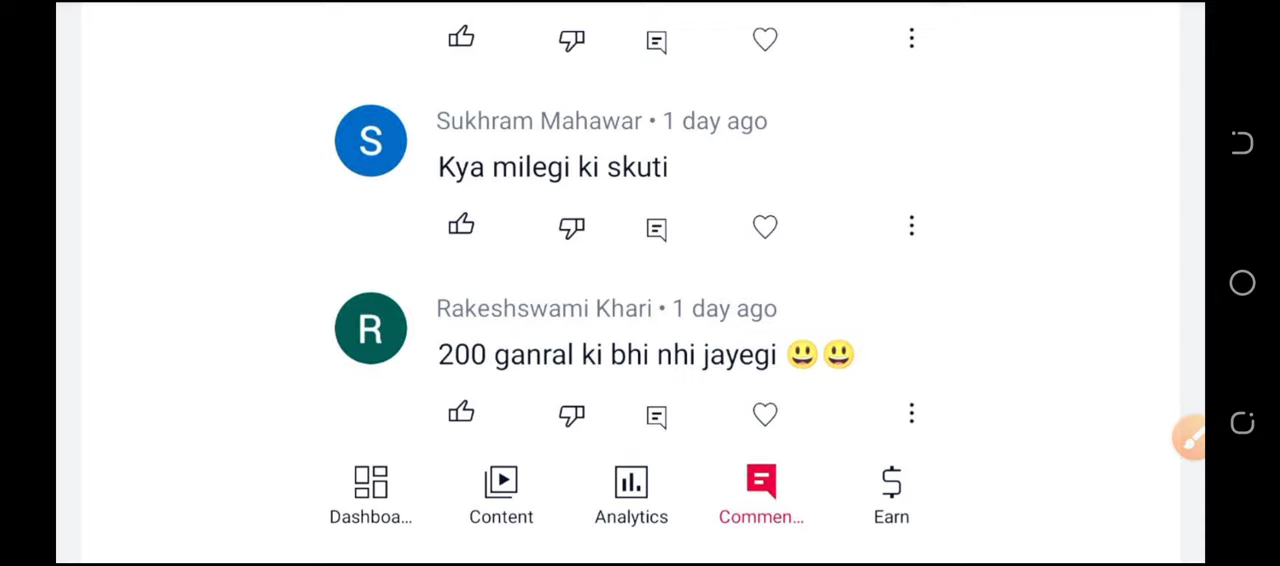 Sukhram Mahawar • 1 day ago
Kya milegi ki skuti
Rakeshswami Khari • 1 day ago
200 ganral ki bhi nhi jayegi 😃😃
S
R
Dashboa... Content Analytics Commen... Earn